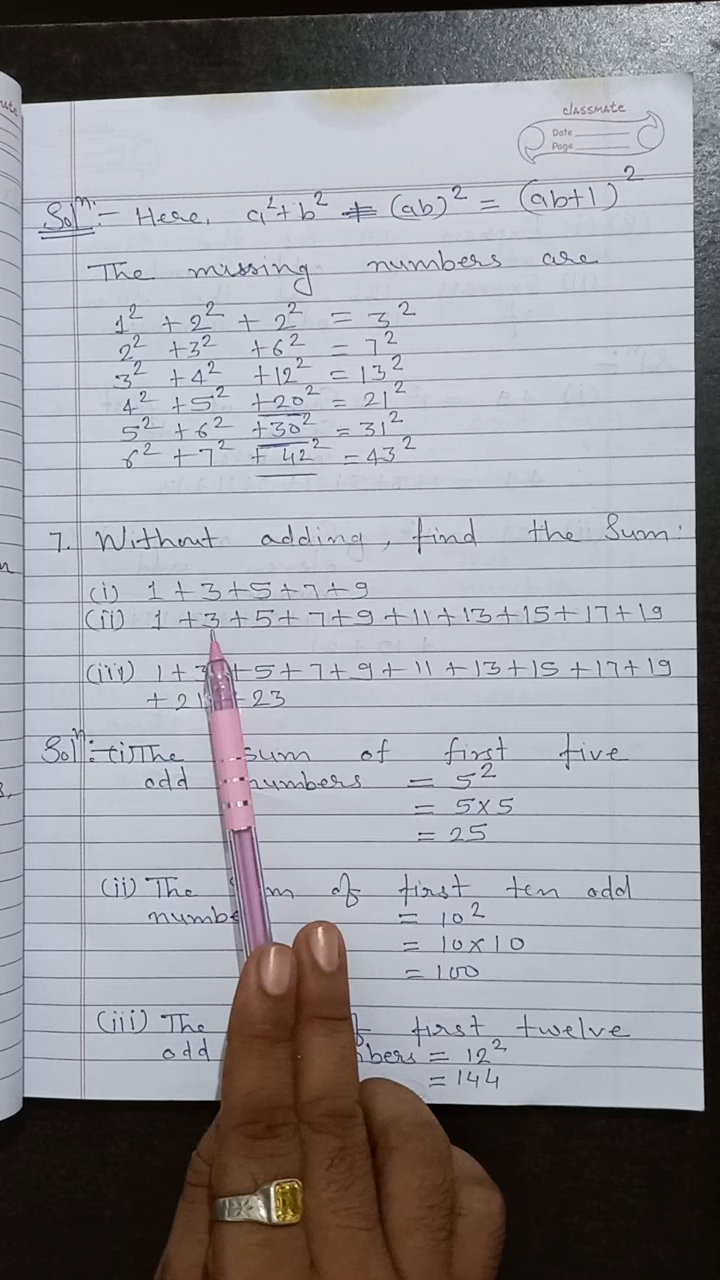 classmate
Date
Page
Solⁿ:- Here, a² + b² + (ab)² = (ab+1)²
The missing numbers are
1² + 2² + 2² = 3²
2² + 3² + 6² = 7²
3² + 4² + 12² = 13²
4² + 5² + 20² = 21²
5² + 6² + 30² = 31²
6² + 7² + 42² = 43²
7. Without adding, find the Sum:
(i) 1 + 3 + 5 + 7 + 9
(ii) 1 + 3 + 5 + 7 + 9 + 11 + 13 + 15 + 17 + 19
(iii) 1 + 3 + 5 + 7 + 9 + 11 + 13 + 15 + 17 + 19
+ 21 + 23
Solⁿ:- (i) The sum of first five
odd numbers = 5²
= 5×5
= 25
(ii) The of first ten odd
= 10²
= 10×10
= 100
(iii) The first twelve
odd = 12²
= 144